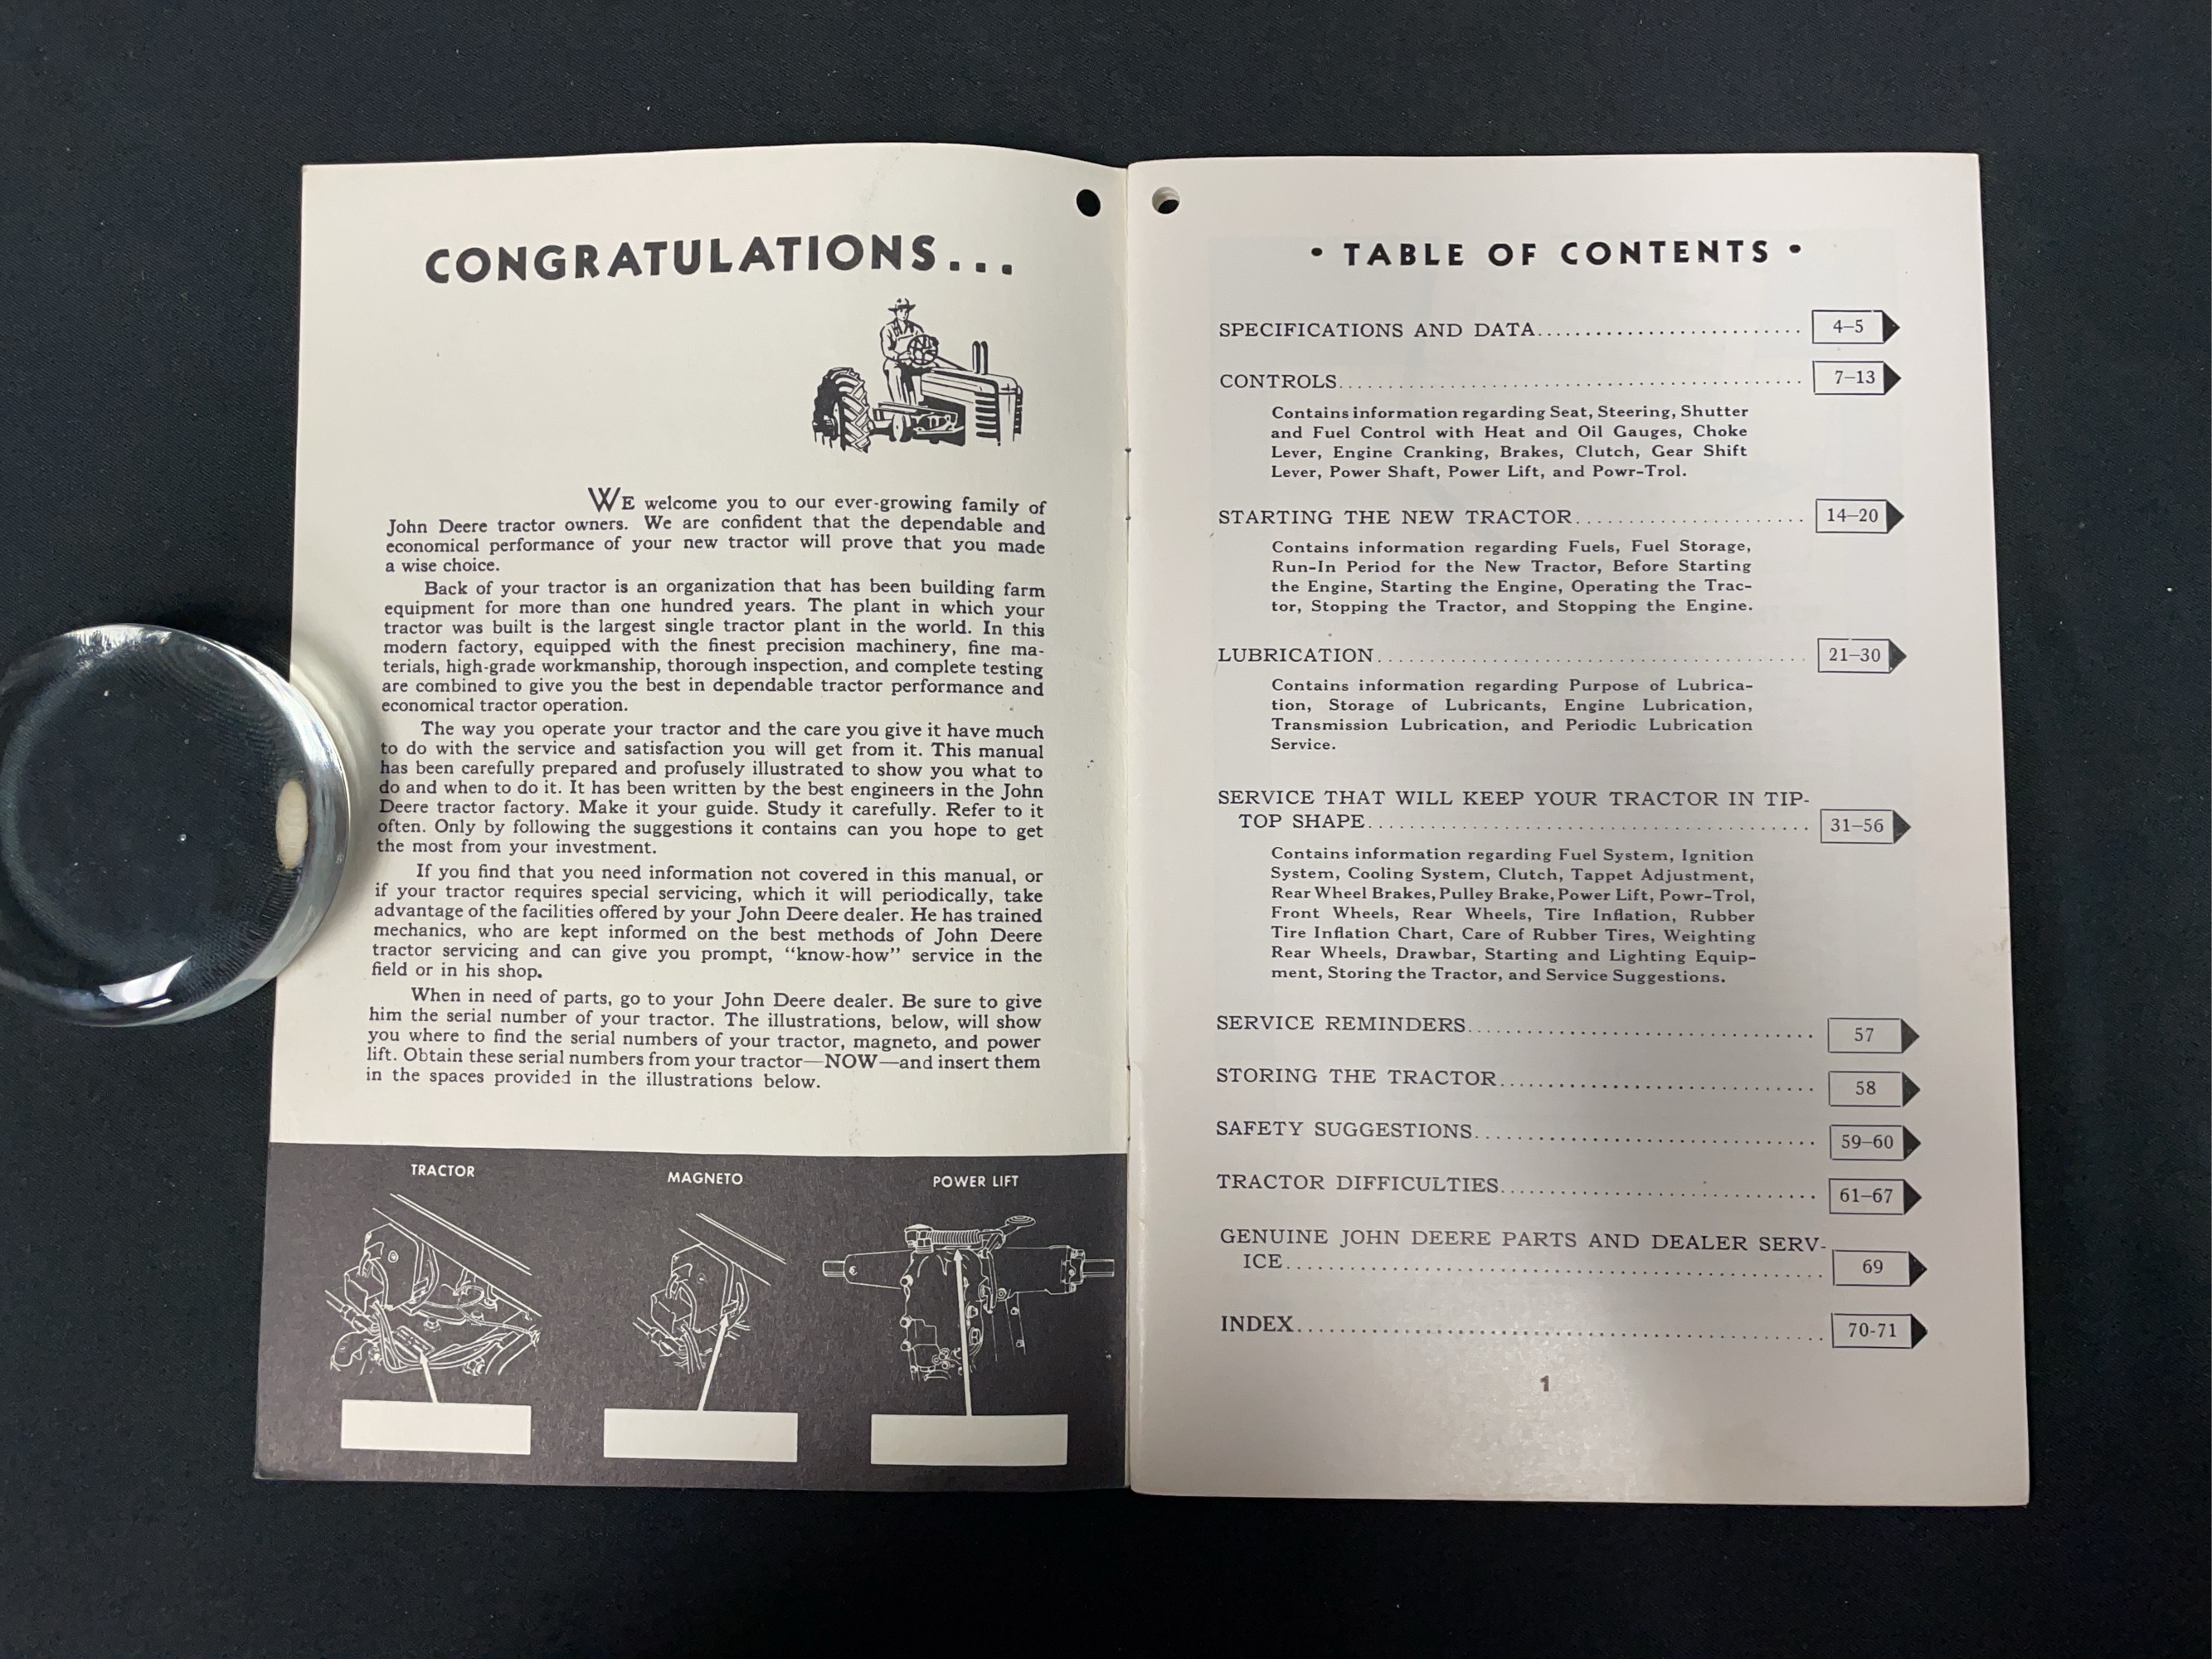 CONGRATULATIONS...
WE welcome you to our ever-growing family of
John Deere tractor owners. We are confident that the dependable and
economical performance of your new tractor will prove that you made
a wise choice.
Back of your tractor is an organization that has been building farm
equipment for more than one hundred years. The plant in which your
tractor was built is the largest single tractor plant in the world. In this
modern factory, equipped with the finest precision machinery, fine ma-
terials, high-grade workmanship, thorough inspection, and complete testing
are combined to give you the best in dependable tractor performance and
economical tractor operation.
The way you operate your tractor and the care you give it have much
to do with the service and satisfaction you will get from it. This manual
has been carefully prepared and profusely illustrated to show you what to
do and when to do it. It has been written by the best engineers in the John
Deere tractor factory. Make it your guide. Study it carefully. Refer to it
often. Only by following the suggestions it contains can you hope to get
the most from your investment.
If you find that you need information not covered in this manual, or
if your tractor requires special servicing, which it will periodically, take
advantage of the facilities offered by your John Deere dealer. He has trained
mechanics, who are kept informed on the best methods of John Deere
tractor servicing and can give you prompt, “know-how” service in the
field or in his shop.
When in need of parts, go to your John Deere dealer. Be sure to give
him the serial number of your tractor. The illustrations, below, will show
you where to find the serial numbers of your tractor, magneto, and power
lift. Obtain these serial numbers from your tractor—NOW—and insert them
in the spaces provided in the illustrations below.
TRACTOR
MAGNETO
POWER LIFT
• TABLE OF CONTENTS •
SPECIFICATIONS AND DATA 4–5
CONTROLS 7–13
Contains information regarding Seat, Steering, Shutter
and Fuel Control with Heat and Oil Gauges, Choke
Lever, Engine Cranking, Brakes, Clutch, Gear Shift
Lever, Power Shaft, Power Lift, and Powr-Trol.
STARTING THE NEW TRACTOR 14–20
Contains information regarding Fuels, Fuel Storage,
Run-In Period for the New Tractor, Before Starting
the Engine, Starting the Engine, Operating the Trac-
tor, Stopping the Tractor, and Stopping the Engine.
LUBRICATION 21–30
Contains information regarding Purpose of Lubrica-
tion, Storage of Lubricants, Engine Lubrication,
Transmission Lubrication, and Periodic Lubrication
Service.
SERVICE THAT WILL KEEP YOUR TRACTOR IN TIP-
TOP SHAPE 31–56
Contains information regarding Fuel System, Ignition
System, Cooling System, Clutch, Tappet Adjustment,
Rear Wheel Brakes, Pulley Brake, Power Lift, Powr-Trol,
Front Wheels, Rear Wheels, Tire Inflation, Rubber
Tire Inflation Chart, Care of Rubber Tires, Weighting
Rear Wheels, Drawbar, Starting and Lighting Equip-
ment, Storing the Tractor, and Service Suggestions.
SERVICE REMINDERS 57
STORING THE TRACTOR 58
SAFETY SUGGESTIONS 59–60
TRACTOR DIFFICULTIES 61–67
GENUINE JOHN DEERE PARTS AND DEALER SERV-
ICE 69
INDEX 70-71
1